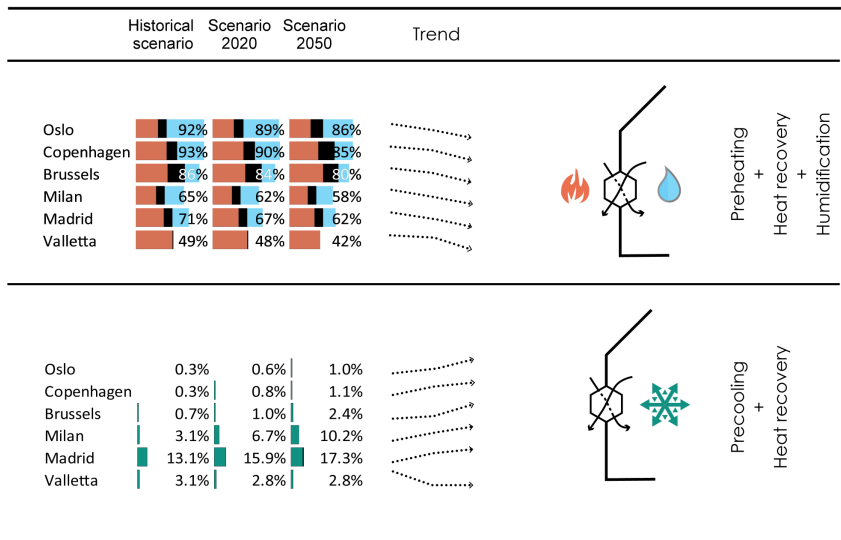 Historical scenario
Scenario 2020
Scenario 2050
Trend
Oslo 92% 89% 86%
Copenhagen 93% 90% 85%
Brussels 86% 84% 80%
Milan 65% 62% 58%
Madrid 71% 67% 62%
Valletta 49% 48% 42%
Preheating
+
Heat recovery
+
Humidification
Oslo 0.3% 0.6% 1.0%
Copenhagen 0.3% 0.8% 1.1%
Brussels 0.7% 1.0% 2.4%
Milan 3.1% 6.7% 10.2%
Madrid 13.1% 15.9% 17.3%
Valletta 3.1% 2.8% 2.8%
Precooling
+
Heat recovery